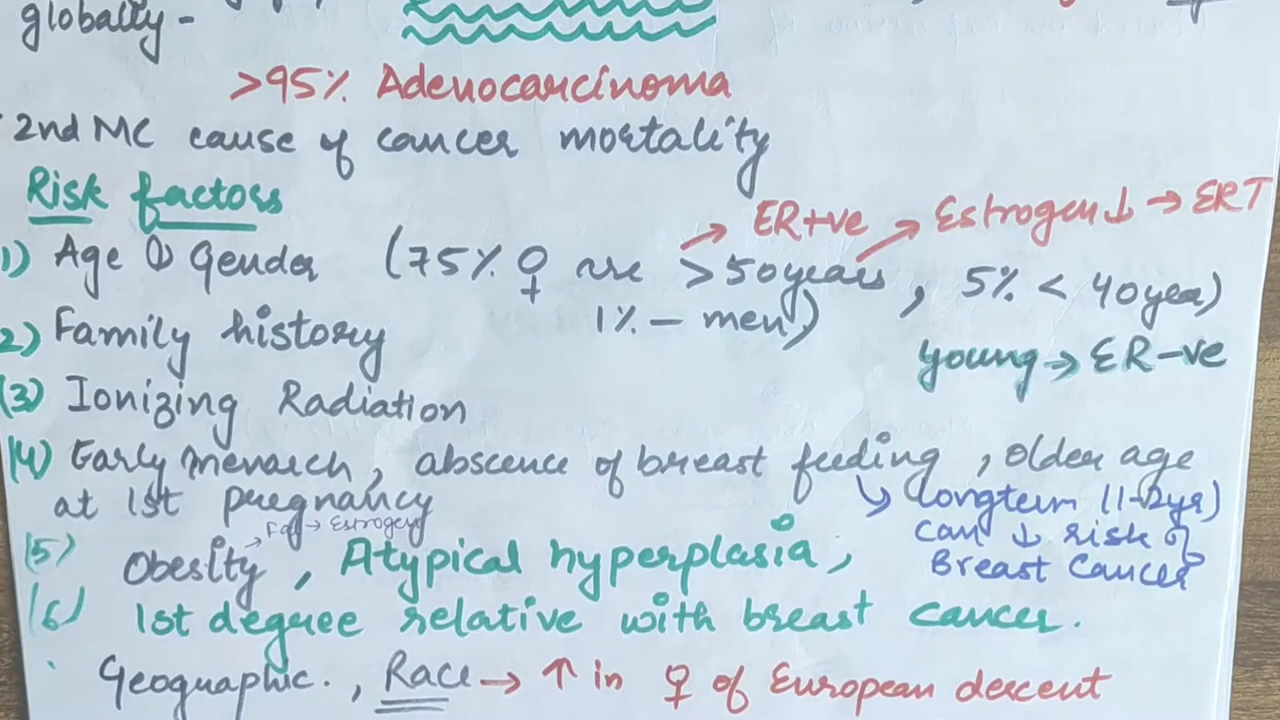 globally -
>95% Adenocarcinoma
2nd MC cause of cancer mortality
Risk factors
→ ER+ve → Estrogen↓ → ERT
1) Age & Gender (75% ♀ are >50years, 5% < 40year)
1% – men)
2) Family history
young → ER-ve
(3) Ionizing Radiation
(4) Early menarch, abscence of breast feeding, older age
at 1st pregnancy
↘ longterm (1-2yr)
can ↓ risk of
Breast Cancer
→ Fat → Estrogen
(5) Obesity, Atypical hyperplasia,
(6) 1st degree relative with breast cancer.
Geographic., Race → ↑ in ♀ of European descent